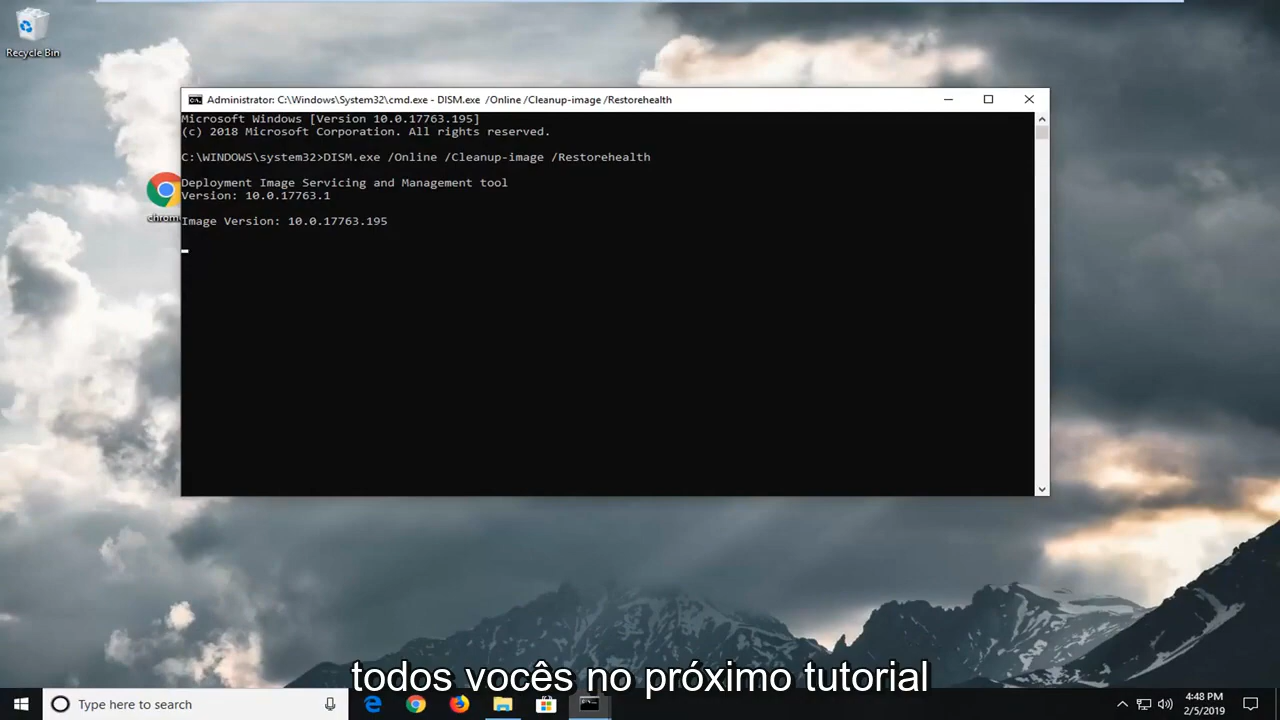 Recycle Bin
Administrator: C:\Windows\System32\cmd.exe - DISM.exe /Online /Cleanup-image /Restorehealth
Microsoft Windows [Version 10.0.17763.195]
(c) 2018 Microsoft Corporation. All rights reserved.
C:\WINDOWS\system32>DISM.exe /Online /Cleanup-image /Restorehealth
Deployment Image Servicing and Management tool
Version: 10.0.17763.1
Image Version: 10.0.17763.195
chrom
todos vocês no próximo tutorial
Type here to search
4:48 PM
2/5/2019